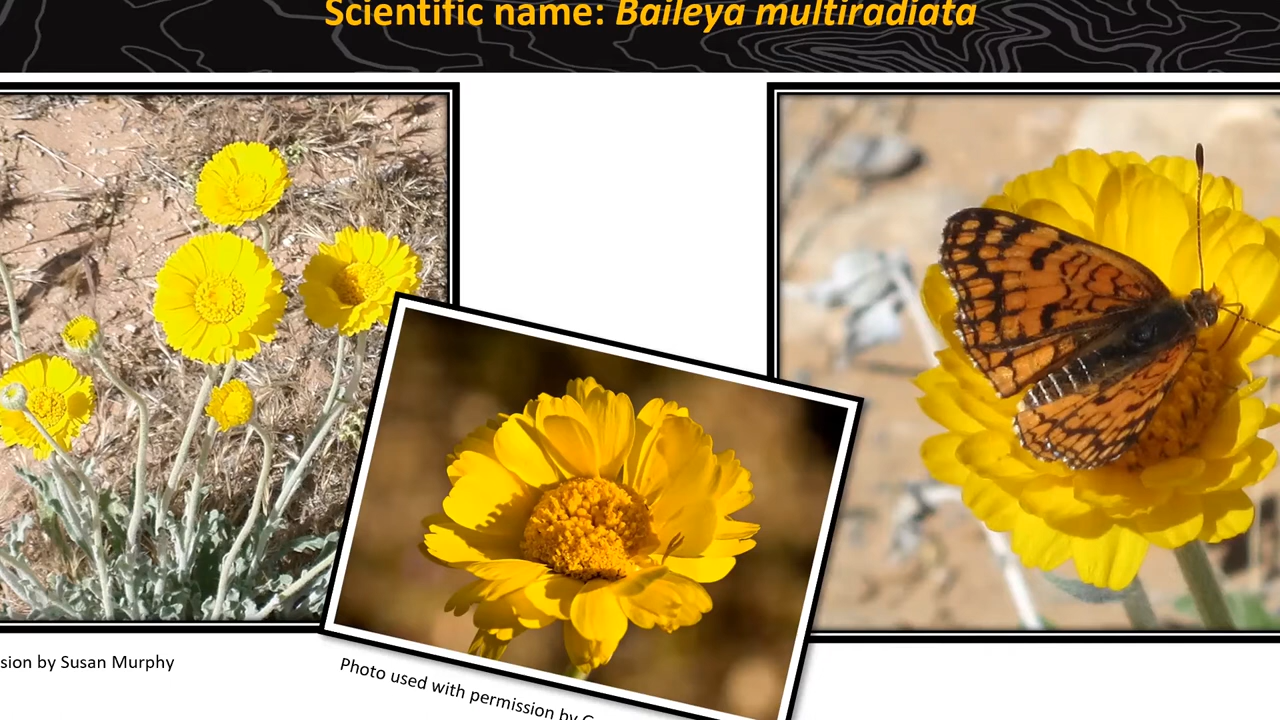 Scientific name: Baileya multiradiata
sion by Susan Murphy
Photo used with permission by